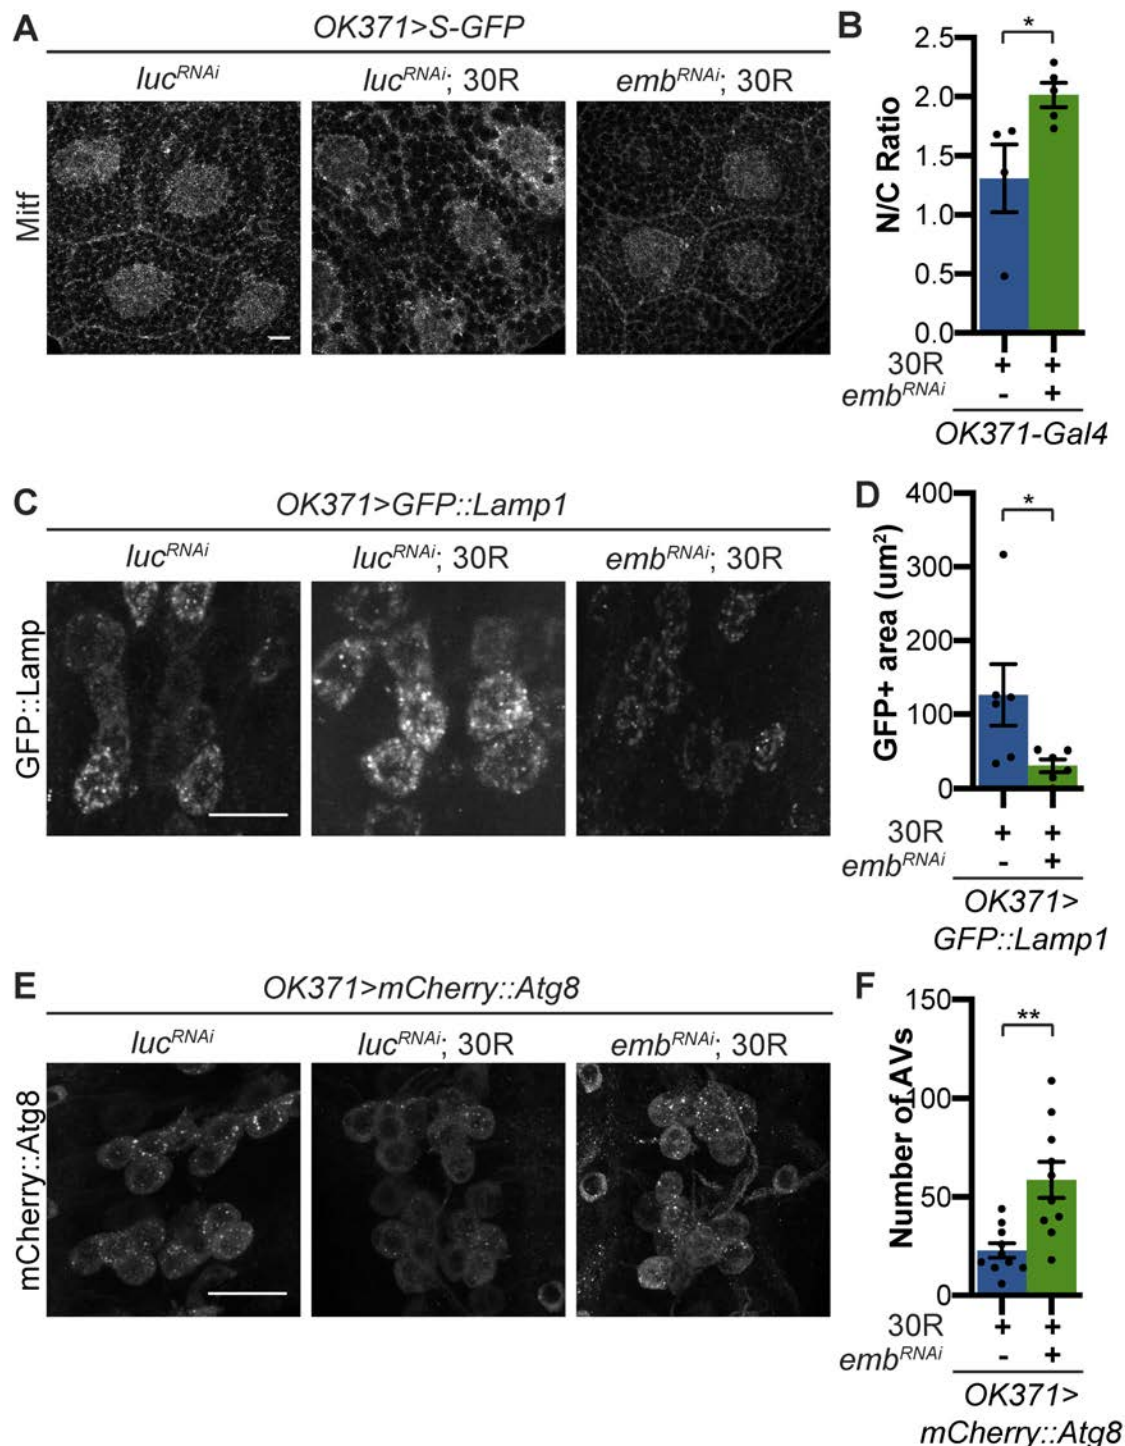 A
OK371>S-GFP
luc^RNAi
luc^RNAi; 30R
emb^RNAi; 30R
Mitf
B
N/C Ratio
2.5
2.0
1.5
1.0
0.5
0.0
*
30R + +
emb^RNAi - +
OK371-Gal4
C
OK371>GFP::Lamp1
luc^RNAi
luc^RNAi; 30R
emb^RNAi; 30R
GFP::Lamp
D
GFP+ area (um²)
400
300
200
100
0
*
30R + +
emb^RNAi - +
OK371>
GFP::Lamp1
E
OK371>mCherry::Atg8
luc^RNAi
luc^RNAi; 30R
emb^RNAi; 30R
mCherry::Atg8
F
Number of AVs
150
100
50
0
**
30R + +
emb^RNAi - +
OK371>
mCherry::Atg8